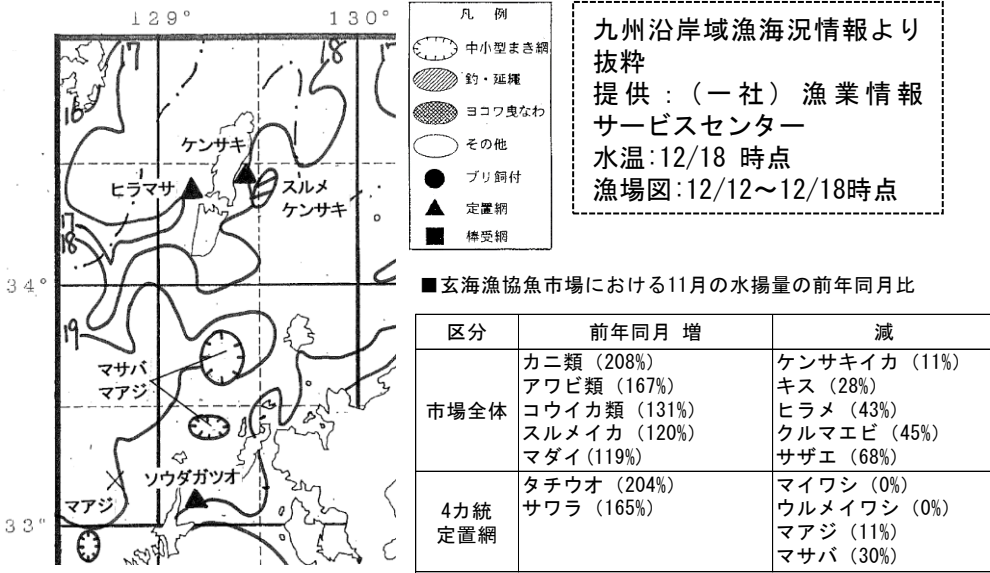 129°
130°
17
18
16
ケンサキ
ヒラマサ
スルメ
ケンサキ
17
18
34°
19
マサバ
マアジ
ソウダガツオ
マアジ
33°
凡 例
中小型まき網
釣・延縄
ヨコワ曳なわ
その他
ブリ飼付
定置網
棒受網
九州沿岸域漁海況情報より
抜粋
提供：（一社）漁業情報
サービスセンター
水温:12/18 時点
漁場図:12/12～12/18時点
■玄海漁協魚市場における11月の水揚量の前年同月比
区分 前年同月 増 減
市場全体
カニ類（208%）
アワビ類（167%）
コウイカ類（131%）
スルメイカ（120%）
マダイ(119%)
ケンサキイカ（11%）
キス（28%）
ヒラメ（43%）
クルマエビ（45%）
サザエ（68%）
4カ統
定置網
タチウオ（204%）
サワラ（165%）
マイワシ（0%）
ウルメイワシ（0%）
マアジ（11%）
マサバ（30%）